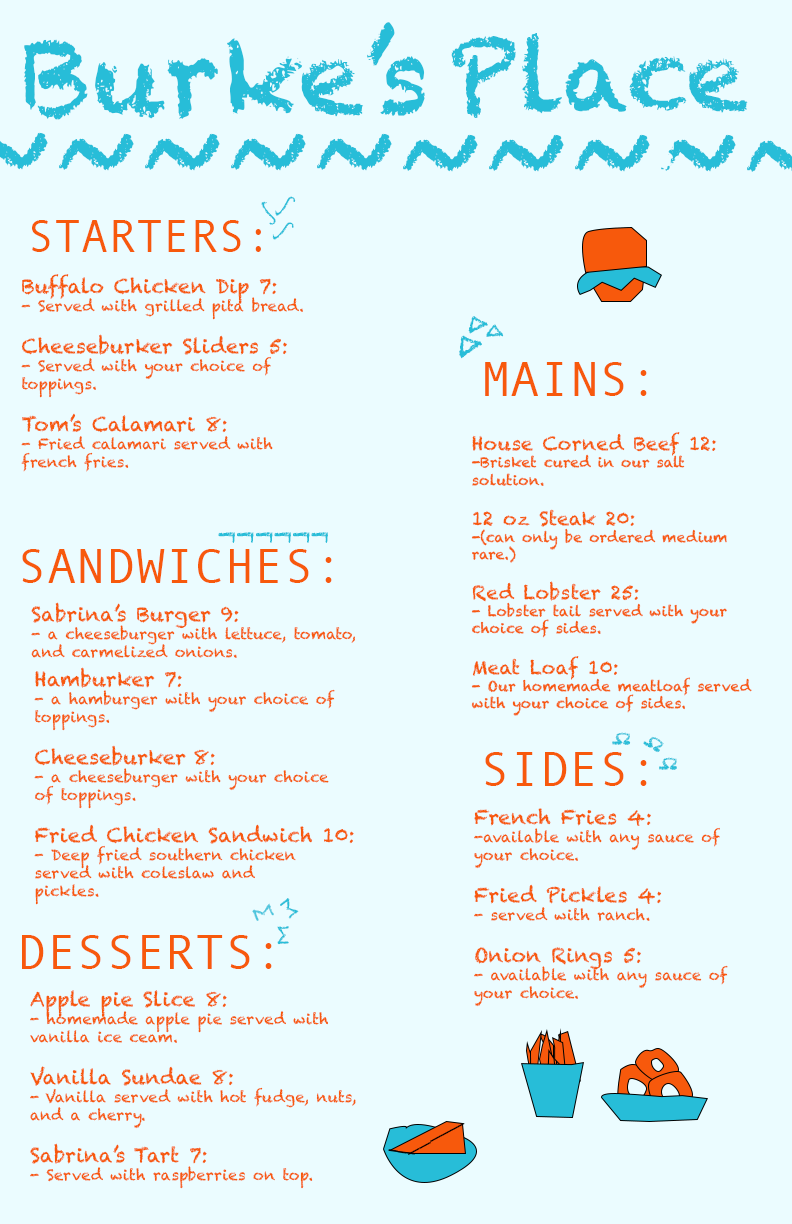 Burke's Place
STARTERS:
Buffalo Chicken Dip 7:
- Served with grilled pita bread.
Cheeseburker Sliders 5:
- Served with your choice of
toppings.
Tom's Calamari 8:
- Fried calamari served with
french fries.
SANDWICHES:
Sabrina's Burger 9:
- a cheeseburger with lettuce, tomato,
and carmelized onions.
Hamburker 7:
- a hamburger with your choice of
toppings.
Cheeseburker 8:
- a cheeseburger with your choice
of toppings.
Fried Chicken Sandwich 10:
- Deep fried southern chicken
served with coleslaw and
pickles.
DESSERTS:
Apple pie Slice 8:
- homemade apple pie served with
vanilla ice ceam.
Vanilla Sundae 8:
- Vanilla served with hot fudge, nuts,
and a cherry.
Sabrina's Tart 7:
- Served with raspberries on top.
MAINS:
House Corned Beef 12:
-Brisket cured in our salt
solution.
12 oz Steak 20:
-(can only be ordered medium
rare.)
Red Lobster 25:
- Lobster tail served with your
choice of sides.
Meat Loaf 10:
- Our homemade meatloaf served
with your choice of sides.
SIDES:
French Fries 4:
-available with any sauce of
your choice.
Fried Pickles 4:
- served with ranch.
Onion Rings 5:
- available with any sauce of
your choice.